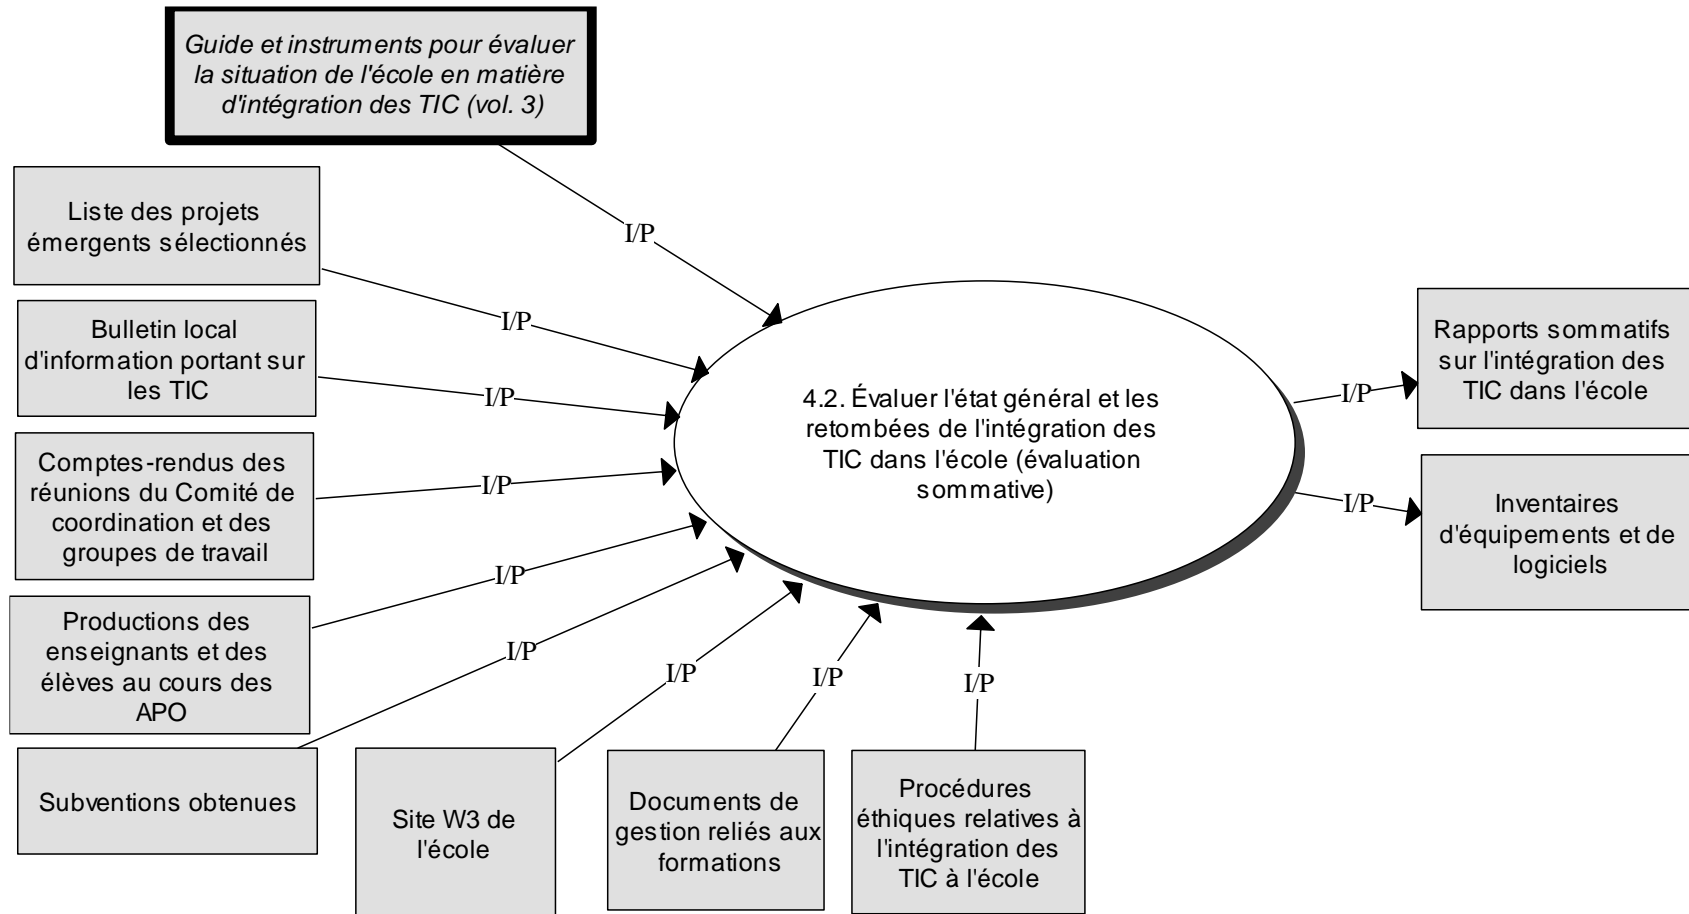 Guide et instruments pour évaluer
la situation de l'école en matière
d'intégration des TIC (vol. 3)
I/P
Liste des projets
émergents sélectionnés
I/P
Bulletin local
d'information portant sur
les TIC
I/P
Comptes-rendus des
réunions du Comité de
coordination et des
groupes de travail
I/P
Productions des
enseignants et des
élèves au cours des
APO
I/P
Subventions obtenues
I/P
Site W3 de
l'école
I/P
Documents de
gestion reliés aux
formations
I/P
Procédures
éthiques relatives à
l'intégration des
TIC à l'école
I/P
4.2. Évaluer l'état général et les
retombées de l'intégration des
TIC dans l'école (évaluation
sommative)
I/P
Rapports sommatifs
sur l'intégration des
TIC dans l'école
I/P
Inventaires
d'équipements et de
logiciels